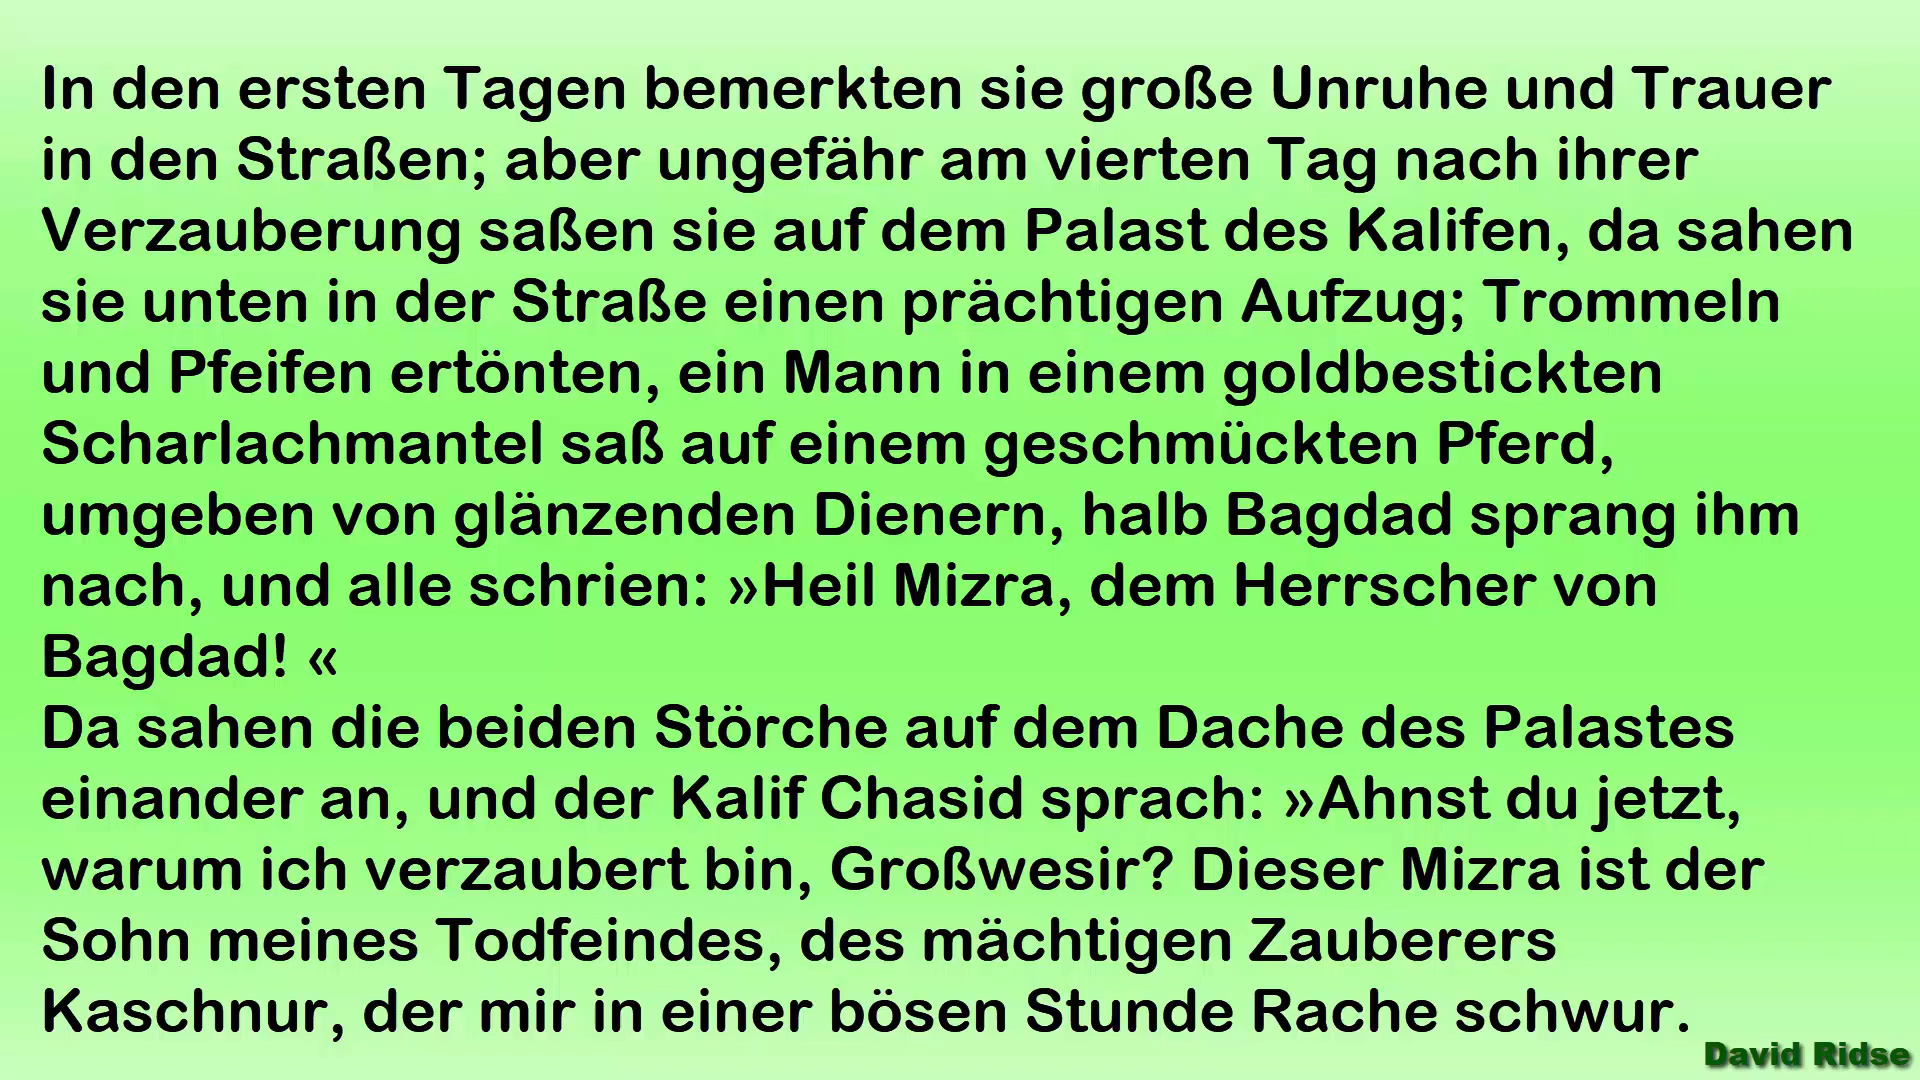 In den ersten Tagen bemerkten sie große Unruhe und Trauer
in den Straßen; aber ungefähr am vierten Tag nach ihrer
Verzauberung saßen sie auf dem Palast des Kalifen, da sahen
sie unten in der Straße einen prächtigen Aufzug; Trommeln
und Pfeifen ertönten, ein Mann in einem goldbestickten
Scharlachmantel saß auf einem geschmückten Pferd,
umgeben von glänzenden Dienern, halb Bagdad sprang ihm
nach, und alle schrien: »Heil Mizra, dem Herrscher von
Bagdad! «
Da sahen die beiden Störche auf dem Dache des Palastes
einander an, und der Kalif Chasid sprach: »Ahnst du jetzt,
warum ich verzaubert bin, Großwesir? Dieser Mizra ist der
Sohn meines Todfeindes, des mächtigen Zauberers
Kaschnur, der mir in einer bösen Stunde Rache schwur.
David Ridse